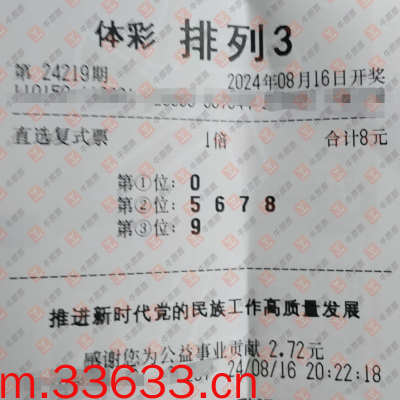 体彩 排列3
第 24219期 2024年08月16日开奖
直选复式票 1倍 合计8元
第①位: 0
第②位: 5 6 7 8
第③位: 9
推进新时代党的民族工作高质量发展
感谢您为公益事业贡献 2.72元
24/08/16 20:22:18
m.33633.cn